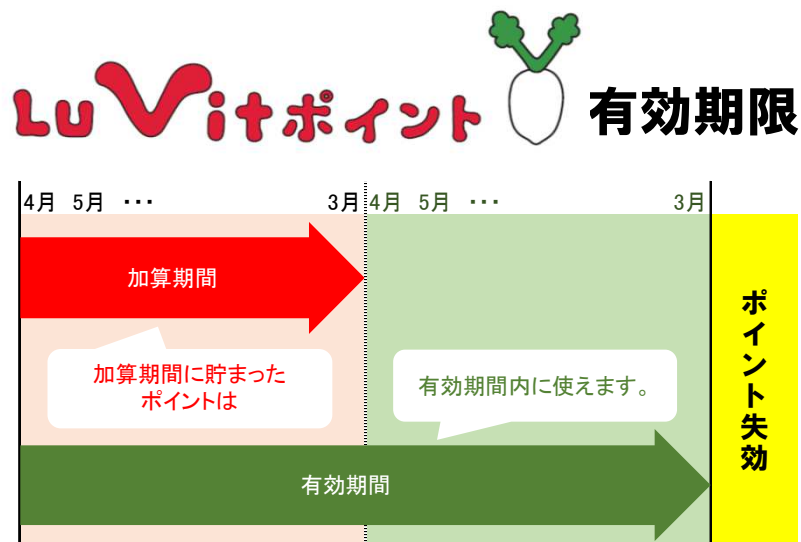 LuVitポイント 有効期限
4月 5月 ･･･ 3月 4月 5月 ･･･ 3月
加算期間
加算期間に貯まった
ポイントは
有効期間内に使えます。
有効期間
ポイント失効